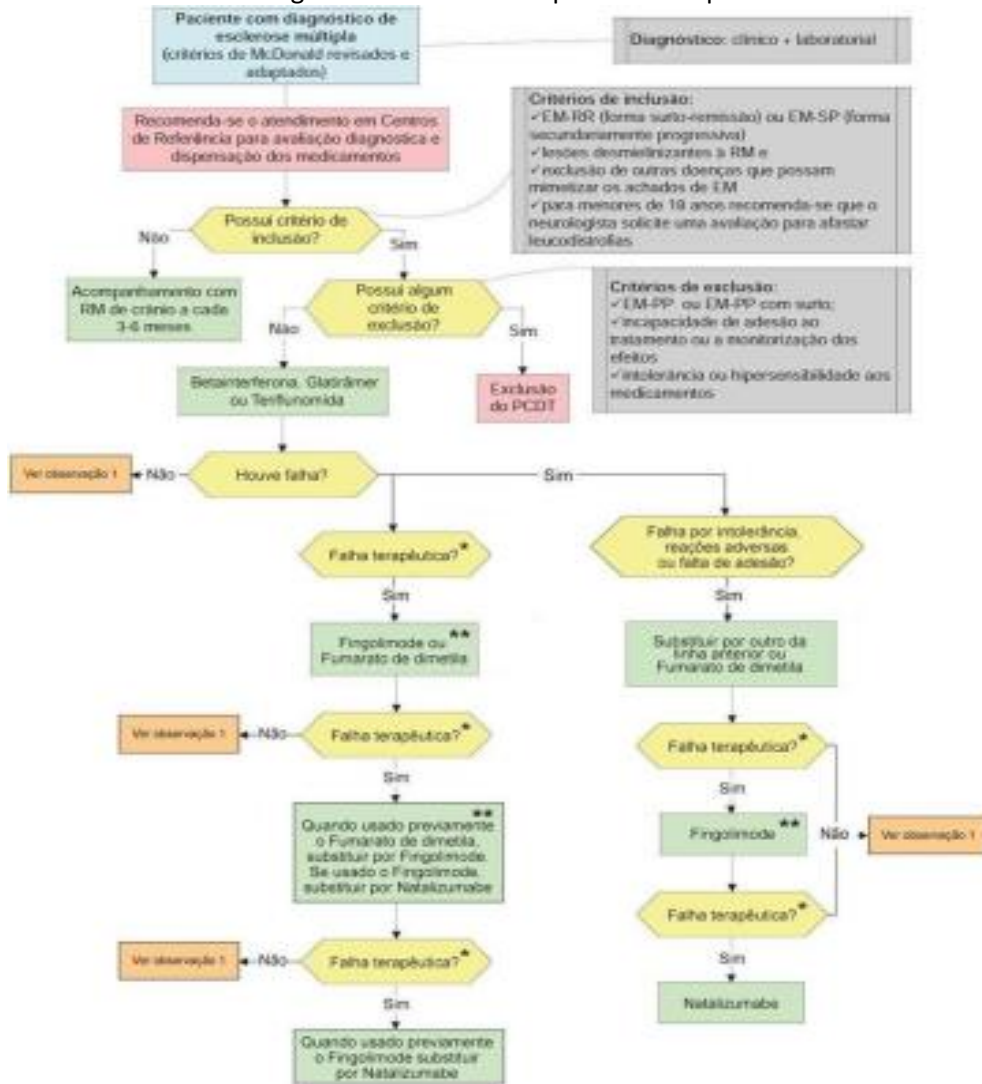 Paciente com diagnóstico de
esclerose múltipla
(critérios de McDonald revisados e
adaptados)
Diagnóstico: clínico + laboratorial
Recomenda-se o atendimento em Centros
de Referência para avaliação diagnóstica e
dispensação dos medicamentos
Critérios de inclusão:
✓EM-RR (forma surto-remissão) ou EM-SP (forma
secundariamente progressiva)
✓lesões desmielinizantes à RM e
✓exclusão de outras doenças que possam
mimetizar os achados de EM
✓para menores de 18 anos recomenda-se que o
neurologista solicite uma avaliação para afastar
leucodistrofias
Possui critério de
inclusão?
Não
Sim
Acompanhamento com
RM de crânio a cada
3-6 meses
Possui algum
critério de
exclusão?
Não
Sim
Critérios de exclusão:
✓EM-PP ou EM-PP com surto;
✓incapacidade de adesão ao
tratamento ou a monitorização dos
efeitos
✓intolerância ou hipersensibilidade aos
medicamentos
Betainterferona, Glatirâmer
ou Teriflunomida
Exclusão
do PCDT
Ver observação 1
Não
Houve falha?
Sim
Falha terapêutica?*
Falha por intolerância,
reações adversas
ou falta de adesão?
Sim
Sim
Fingolimode ou **
Fumarato de dimetila
Substituir por outro da
linha anterior ou
Fumarato de dimetila
Ver observação 1
Não
Falha terapêutica?*
Falha terapêutica?*
Sim
Sim
Quando usado previamente **
o Fumarato de dimetila,
substituir por Fingolimode.
Se usado o Fingolimode,
substituir por Natalizumabe
Fingolimode **
Não
Ver observação 1
Falha terapêutica?*
Ver observação 1
Não
Falha terapêutica?*
Sim
Sim
Natalizumabe
Quando usado previamente
o Fingolimode substituir
por Natalizumabe